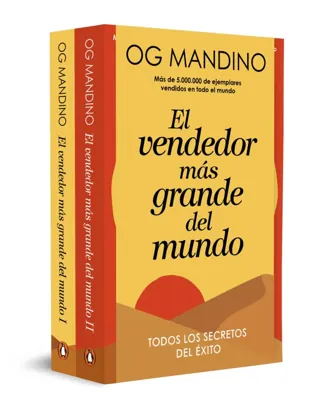 OG MANDINO
El vendedor más grande del mundo I
OG MANDINO
El vendedor más grande del mundo II
OG MANDINO
Más de 5.000.000 de ejemplares
vendidos en todo el mundo
El
vendedor
más
grande
del
mundo
TODOS LOS SECRETOS
DEL ÉXITO